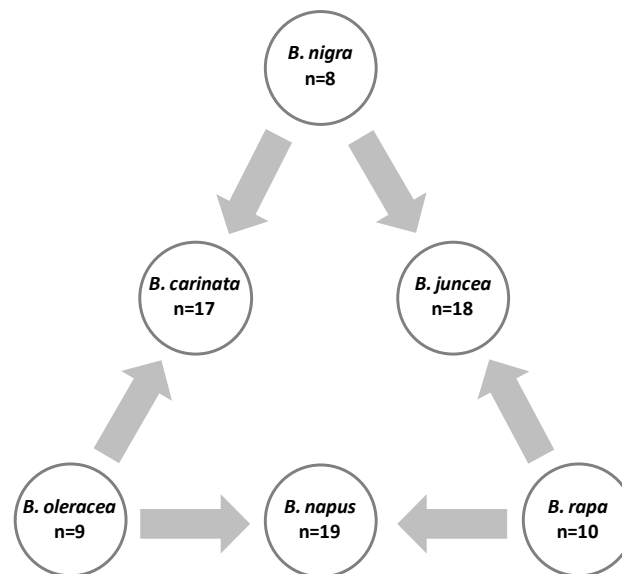 B. nigra
n=8
B. carinata
n=17
B. juncea
n=18
B. oleracea
n=9
B. napus
n=19
B. rapa
n=10